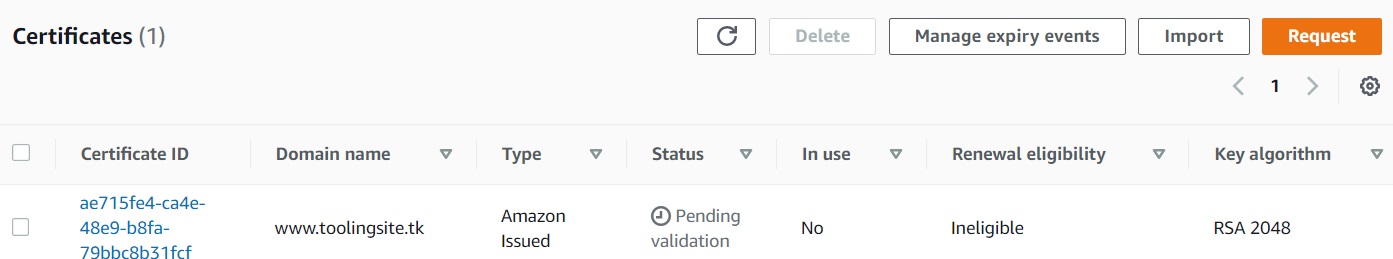 Certificates (1) Delete Manage expiry events Import Request
1
Certificate ID Domain name Type Status In use Renewal eligibility Key algorithm
ae715fe4-ca4e-
48e9-b8fa-
79bbc8b31fcf
www.toolingsite.tk
Amazon
Issued
Pending
validation
No
Ineligible
RSA 2048